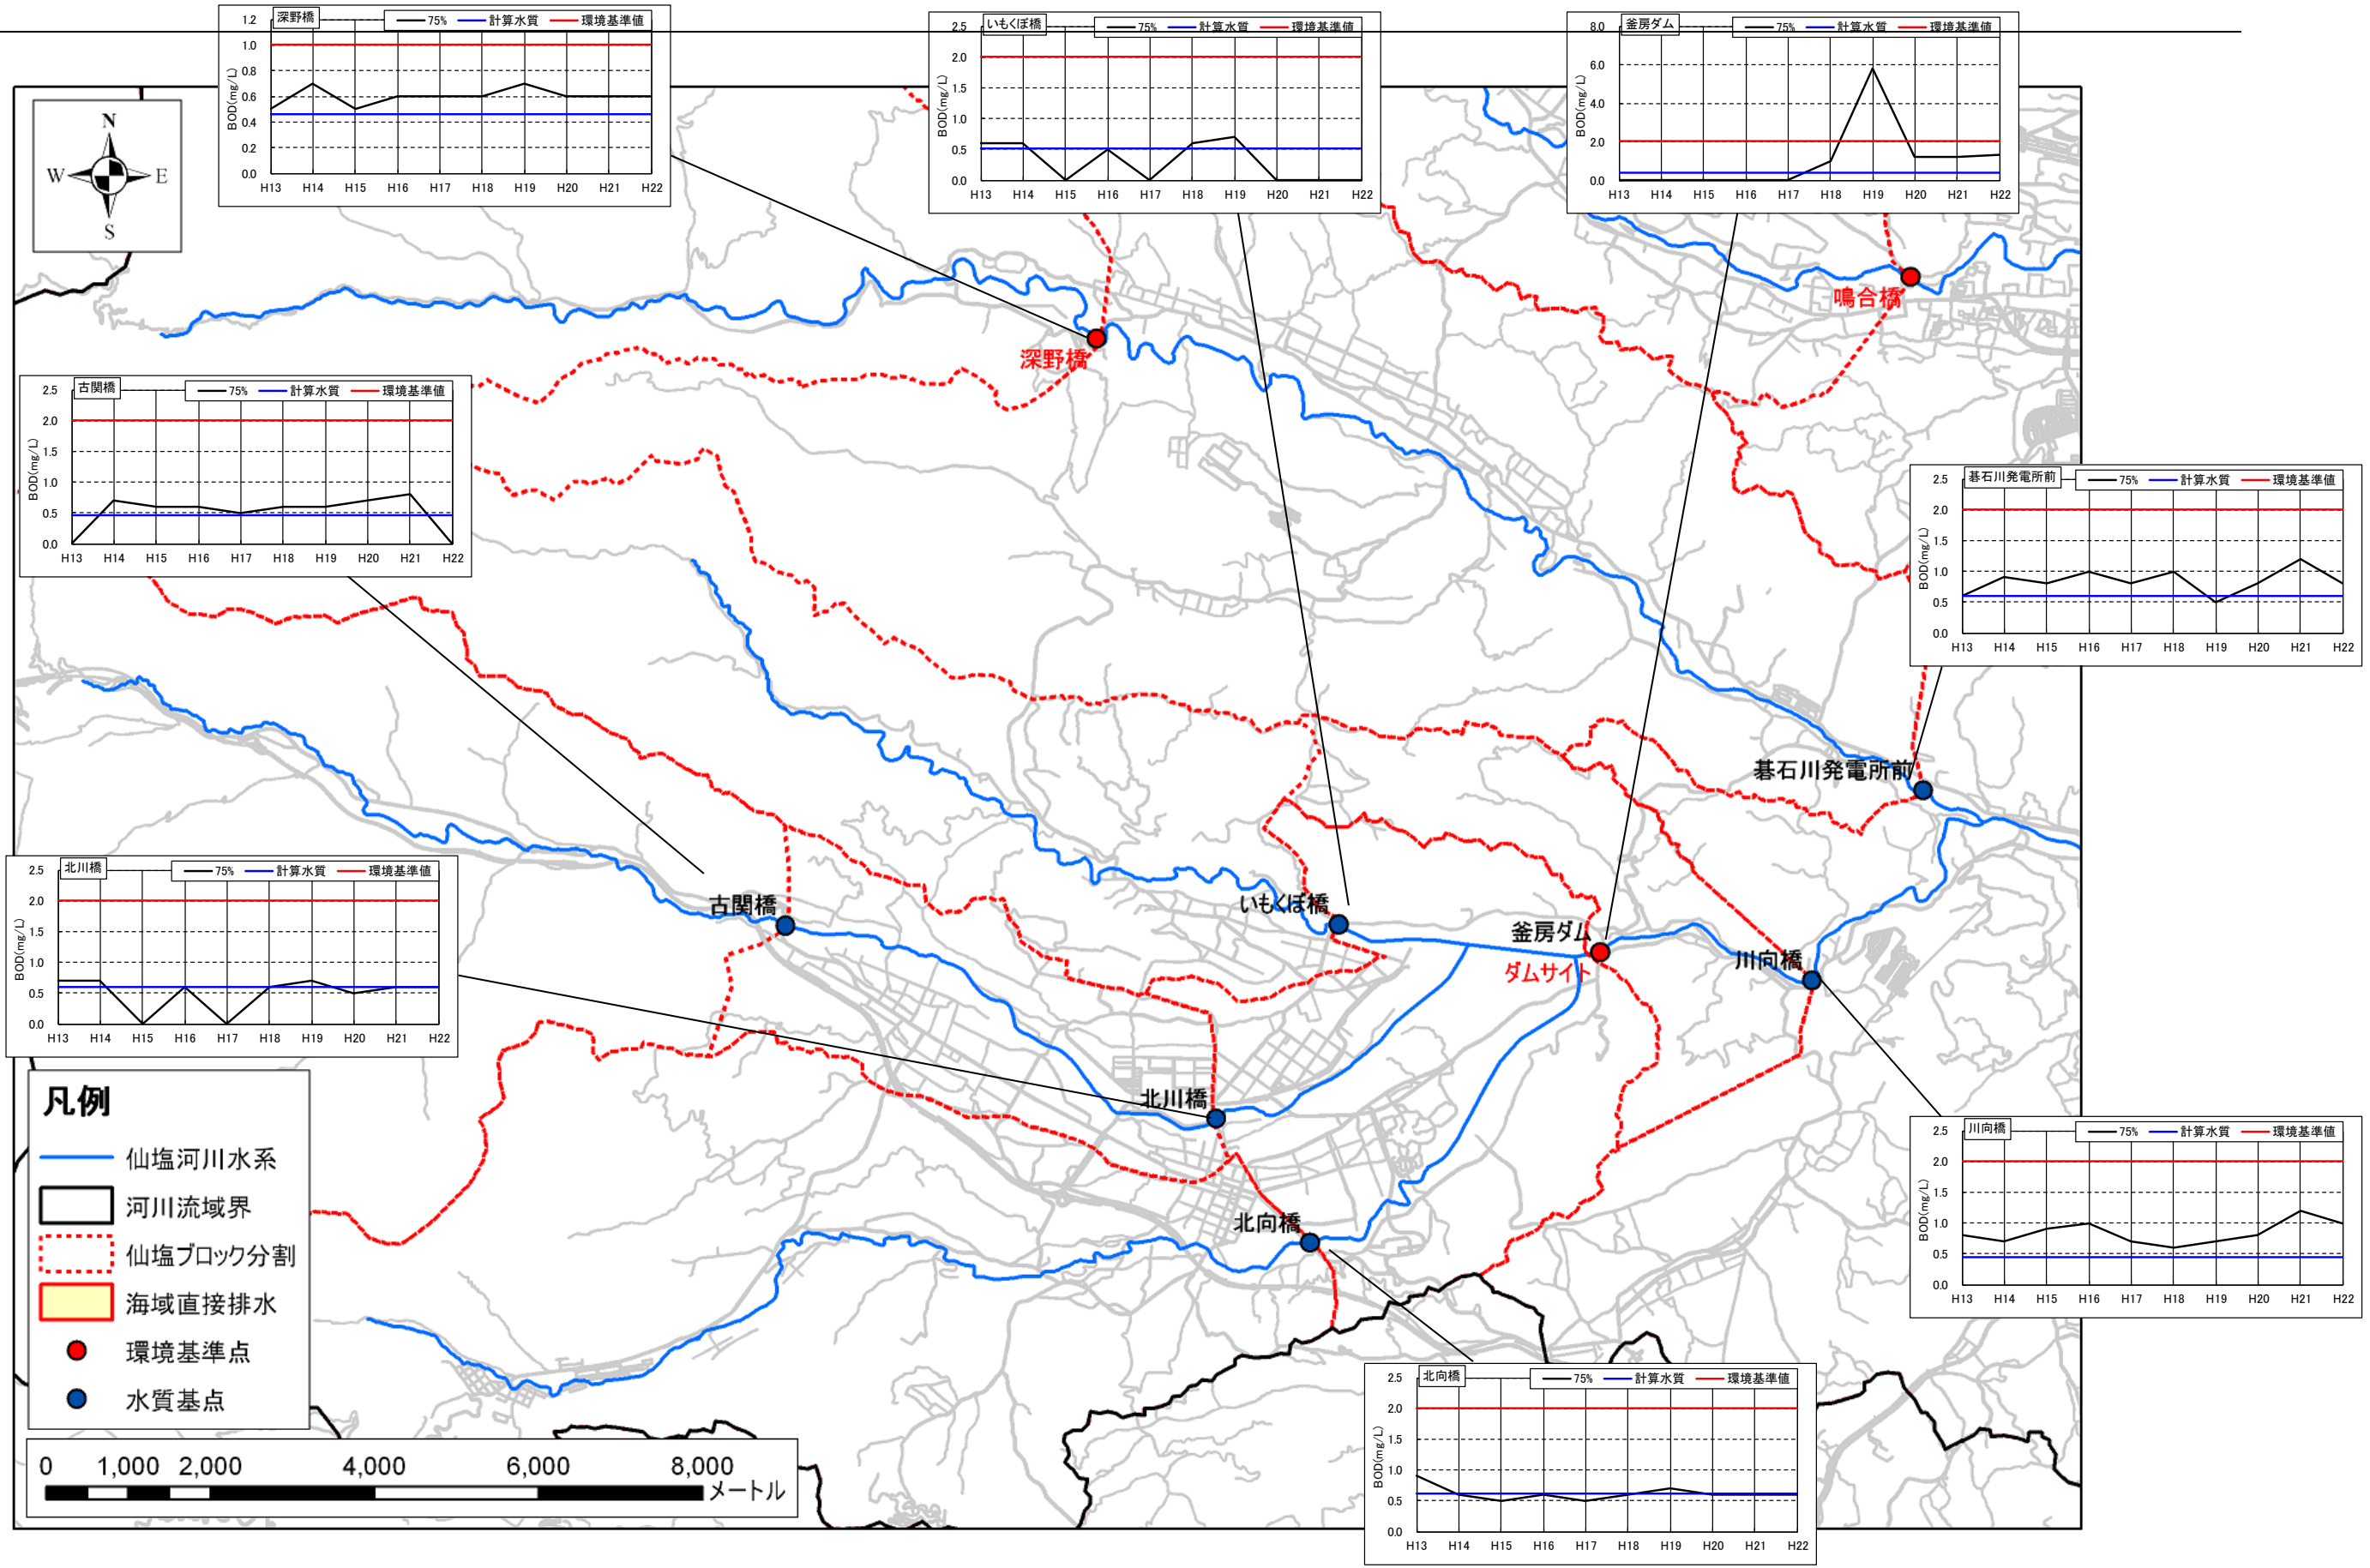 深野橋
75% 計算水質 環境基準値
BOD(mg/L)
1.2
1.0
0.8
0.6
0.4
0.2
0.0
H13 H14 H15 H16 H17 H18 H19 H20 H21 H22
いもくぼ橋
75% 計算水質 環境基準値
BOD(mg/L)
2.5
2.0
1.5
1.0
0.5
0.0
H13 H14 H15 H16 H17 H18 H19 H20 H21 H22
釜房ダム
75% 計算水質 環境基準値
BOD(mg/L)
8.0
6.0
4.0
2.0
0.0
H13 H14 H15 H16 H17 H18 H19 H20 H21 H22
N
W E
S
鳴合橋
深野橋
古関橋
75% 計算水質 環境基準値
BOD(mg/L)
2.5
2.0
1.5
1.0
0.5
0.0
H13 H14 H15 H16 H17 H18 H19 H20 H21 H22
碁石川発電所前
75% 計算水質 環境基準値
BOD(mg/L)
2.5
2.0
1.5
1.0
0.5
0.0
H13 H14 H15 H16 H17 H18 H19 H20 H21 H22
碁石川発電所前
古関橋
いもくぼ橋
釜房ダム
ダムサイト
川向橋
北川橋
75% 計算水質 環境基準値
BOD(mg/L)
2.5
2.0
1.5
1.0
0.5
0.0
H13 H14 H15 H16 H17 H18 H19 H20 H21 H22
北川橋
北向橋
川向橋
75% 計算水質 環境基準値
BOD(mg/L)
2.5
2.0
1.5
1.0
0.5
0.0
H13 H14 H15 H16 H17 H18 H19 H20 H21 H22
凡例
仙塩河川水系
河川流域界
仙塩ブロック分割
海域直接排水
環境基準点
水質基点
北向橋
75% 計算水質 環境基準値
BOD(mg/L)
2.5
2.0
1.5
1.0
0.5
0.0
H13 H14 H15 H16 H17 H18 H19 H20 H21 H22
0 1,000 2,000 4,000 6,000 8,000
メートル